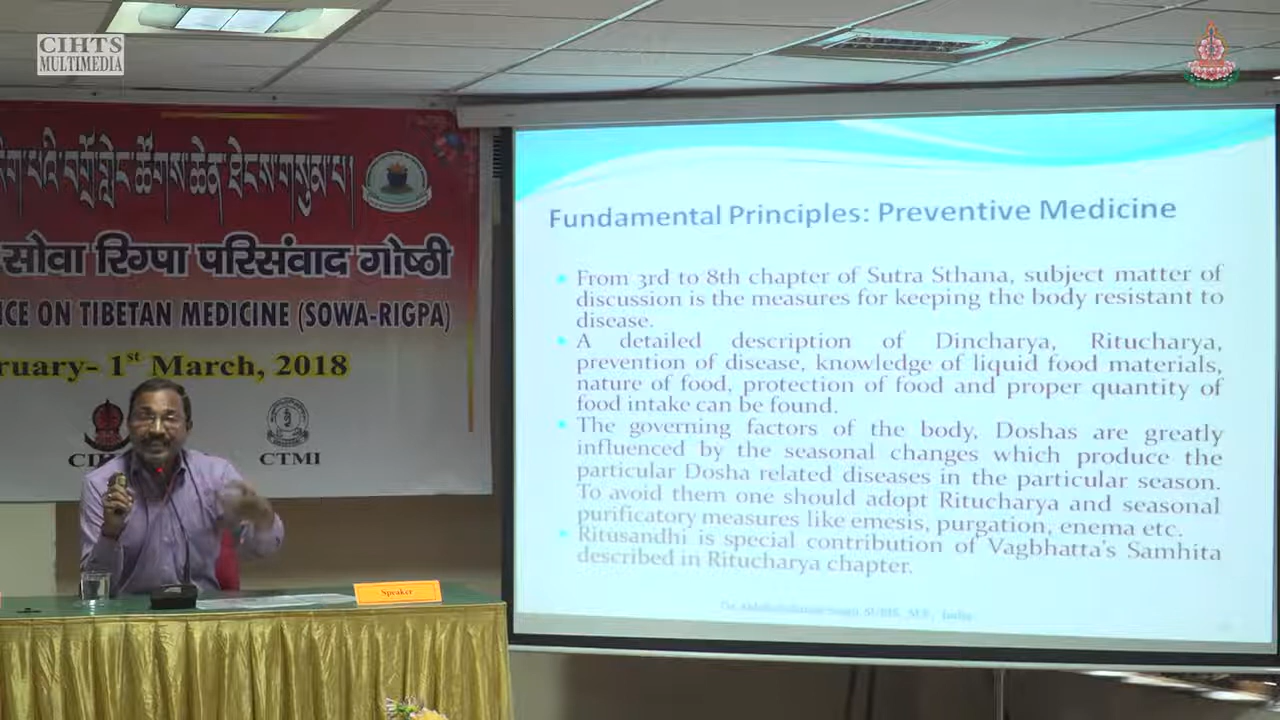 CIHTS
MULTIMEDIA
སོவா रिग्पा परिसंवाद गोष्ठी
ON TIBETAN MEDICINE (SOWA-RIGPA)
1st March, 2018
CTMI
Speaker
Fundamental Principles: Preventive Medicine
From 3rd to 8th chapter of Sutra Sthana, subject matter of
discussion is the measures for keeping the body resistant to
disease.
A detailed description of Dincharya, Ritucharya,
prevention of disease, knowledge of liquid food materials,
nature of food, protection of food and proper quantity of
food intake can be found.
The governing factors of the body, Doshas are greatly
influenced by the seasonal changes which produce the
particular Dosha related diseases in the particular season.
To avoid them one should adopt Ritucharya and seasonal
purificatory measures like emesis, purgation, enema etc.
Ritusandhi is special contribution of Vagbhatta's Samhita
described in Ritucharya chapter.